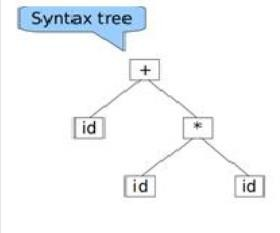 Syntax tree
+
id *
id id